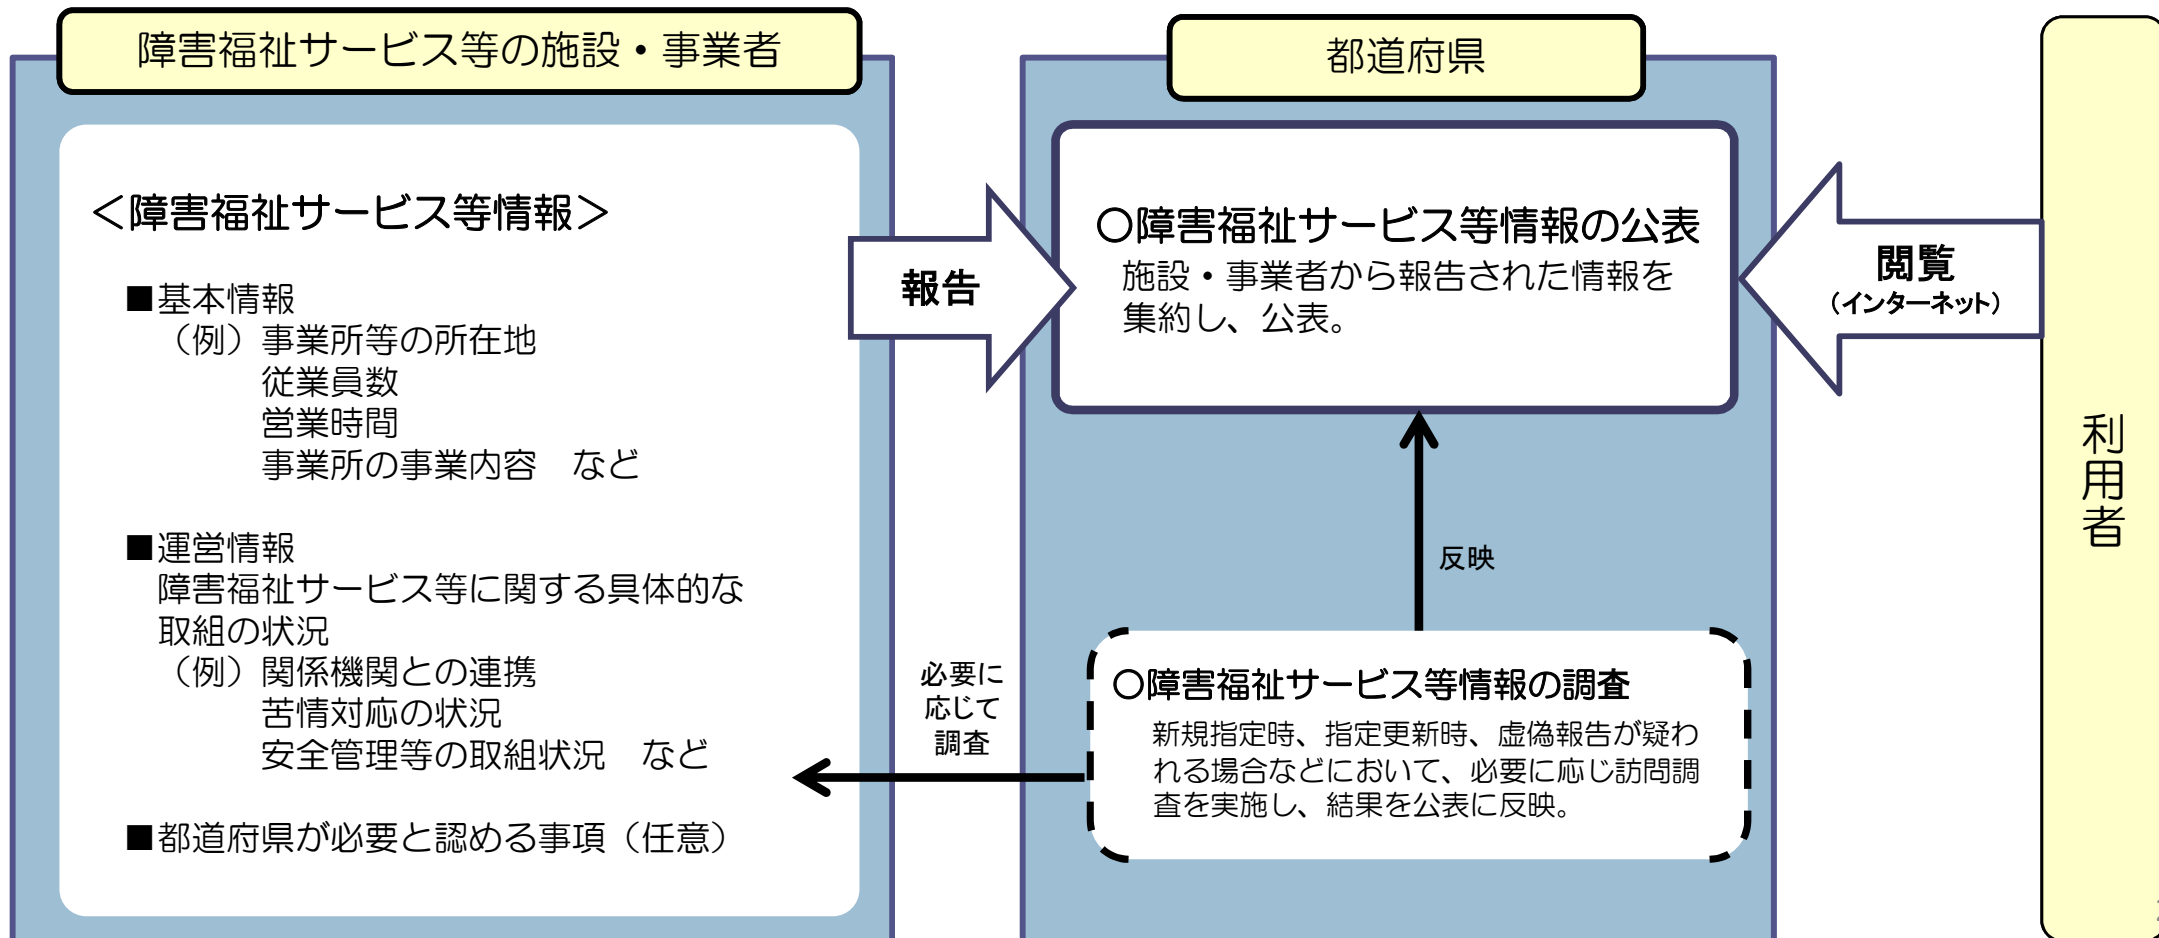 障害福祉サービス等の施設・事業者
＜障害福祉サービス等情報＞
■基本情報
（例）事業所等の所在地
従業員数
営業時間
事業所の事業内容　など
■運営情報
障害福祉サービス等に関する具体的な
取組の状況
（例）関係機関との連携
苦情対応の状況
安全管理等の取組状況　など
■都道府県が必要と認める事項（任意）
報告
必要に
応じて
調査
都道府県
○障害福祉サービス等情報の公表
施設・事業者から報告された情報を
集約し、公表。
反映
○障害福祉サービス等情報の調査
新規指定時、指定更新時、虚偽報告が疑わ
れる場合などにおいて、必要に応じ訪問調
査を実施し、結果を公表に反映。
閲覧
（インターネット）
利用者